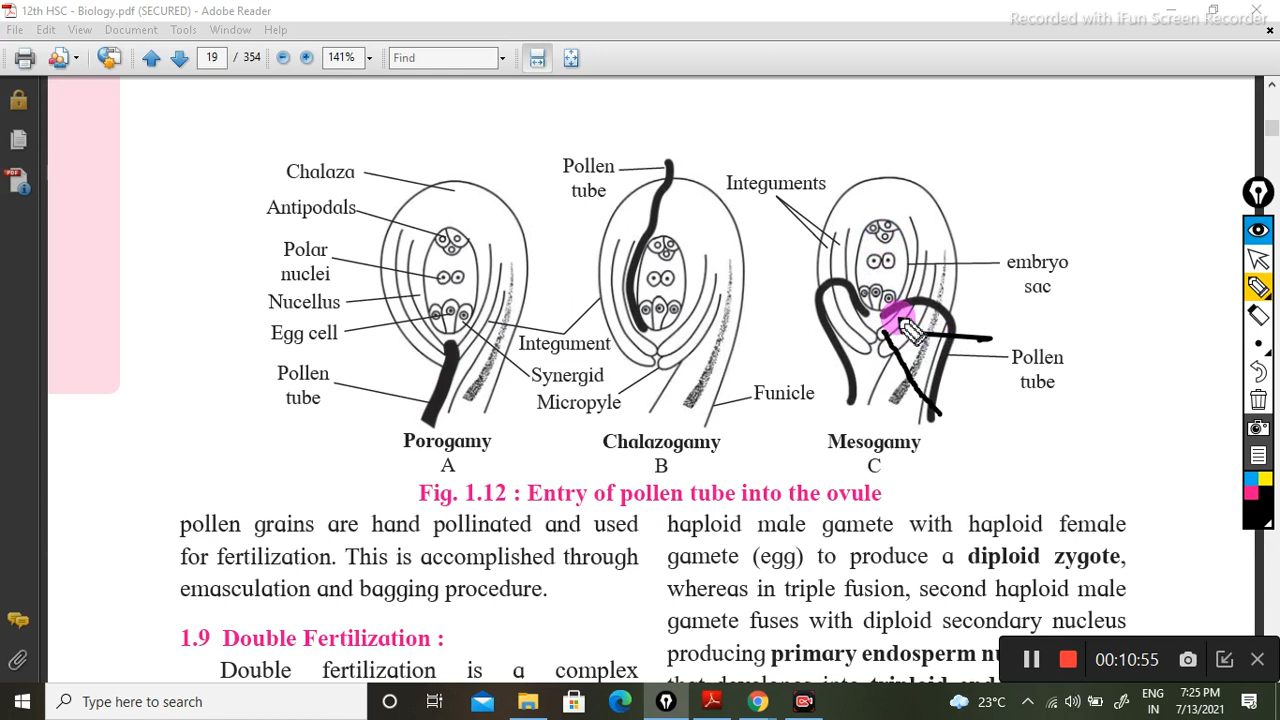 12th HSC - Biology.pdf (SECURED) - Adobe Reader
Recorded with iFun Screen Recorder
File Edit View Document Tools Window Help
19 / 354 141% Find
Chalaza
Antipodals
Polar
nuclei
Nucellus
Egg cell
Pollen
tube
Pollen
tube
Integuments
embryo
sac
Integument
Synergid
Micropyle
Funicle
Pollen
tube
Porogamy
A
Chalazogamy
B
Mesogamy
C
Fig. 1.12 : Entry of pollen tube into the ovule
pollen grains are hand pollinated and used
for fertilization. This is accomplished through
emasculation and bagging procedure.
1.9 Double Fertilization :
Double fertilization is a complex
haploid male gamete with haploid female
gamete (egg) to produce a diploid zygote,
whereas in triple fusion, second haploid male
gamete fuses with diploid secondary nucleus
producing primary endosperm
00:10:55
Type here to search
23°C
ENG
IN
7:25 PM
7/13/2021